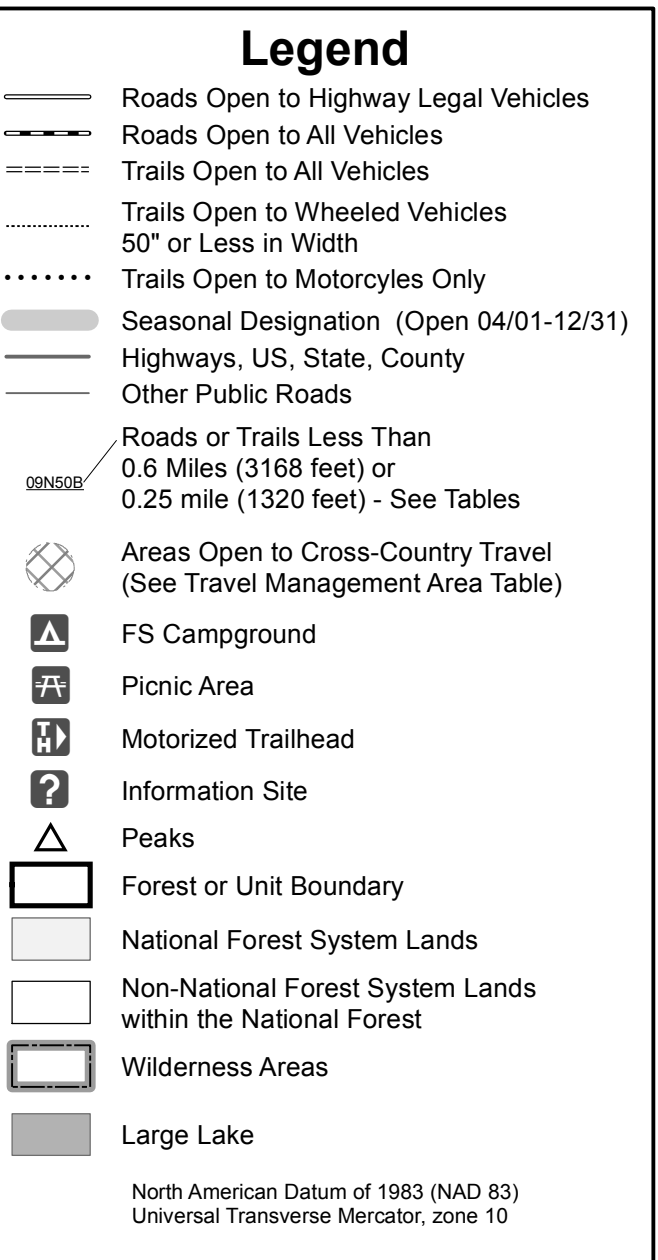 Legend
Roads Open to Highway Legal Vehicles
Roads Open to All Vehicles
Trails Open to All Vehicles
Trails Open to Wheeled Vehicles
50" or Less in Width
Trails Open to Motorcyles Only
Seasonal Designation (Open 04/01-12/31)
Highways, US, State, County
Other Public Roads
Roads or Trails Less Than
0.6 Miles (3168 feet) or
09N50B
0.25 mile (1320 feet) - See Tables
Areas Open to Cross-Country Travel
(See Travel Management Area Table)
FS Campground
Picnic Area
TH
Motorized Trailhead
?
Information Site
Peaks
Forest or Unit Boundary
National Forest System Lands
Non-National Forest System Lands
within the National Forest
Wilderness Areas
Large Lake
North American Datum of 1983 (NAD 83)
Universal Transverse Mercator, zone 10